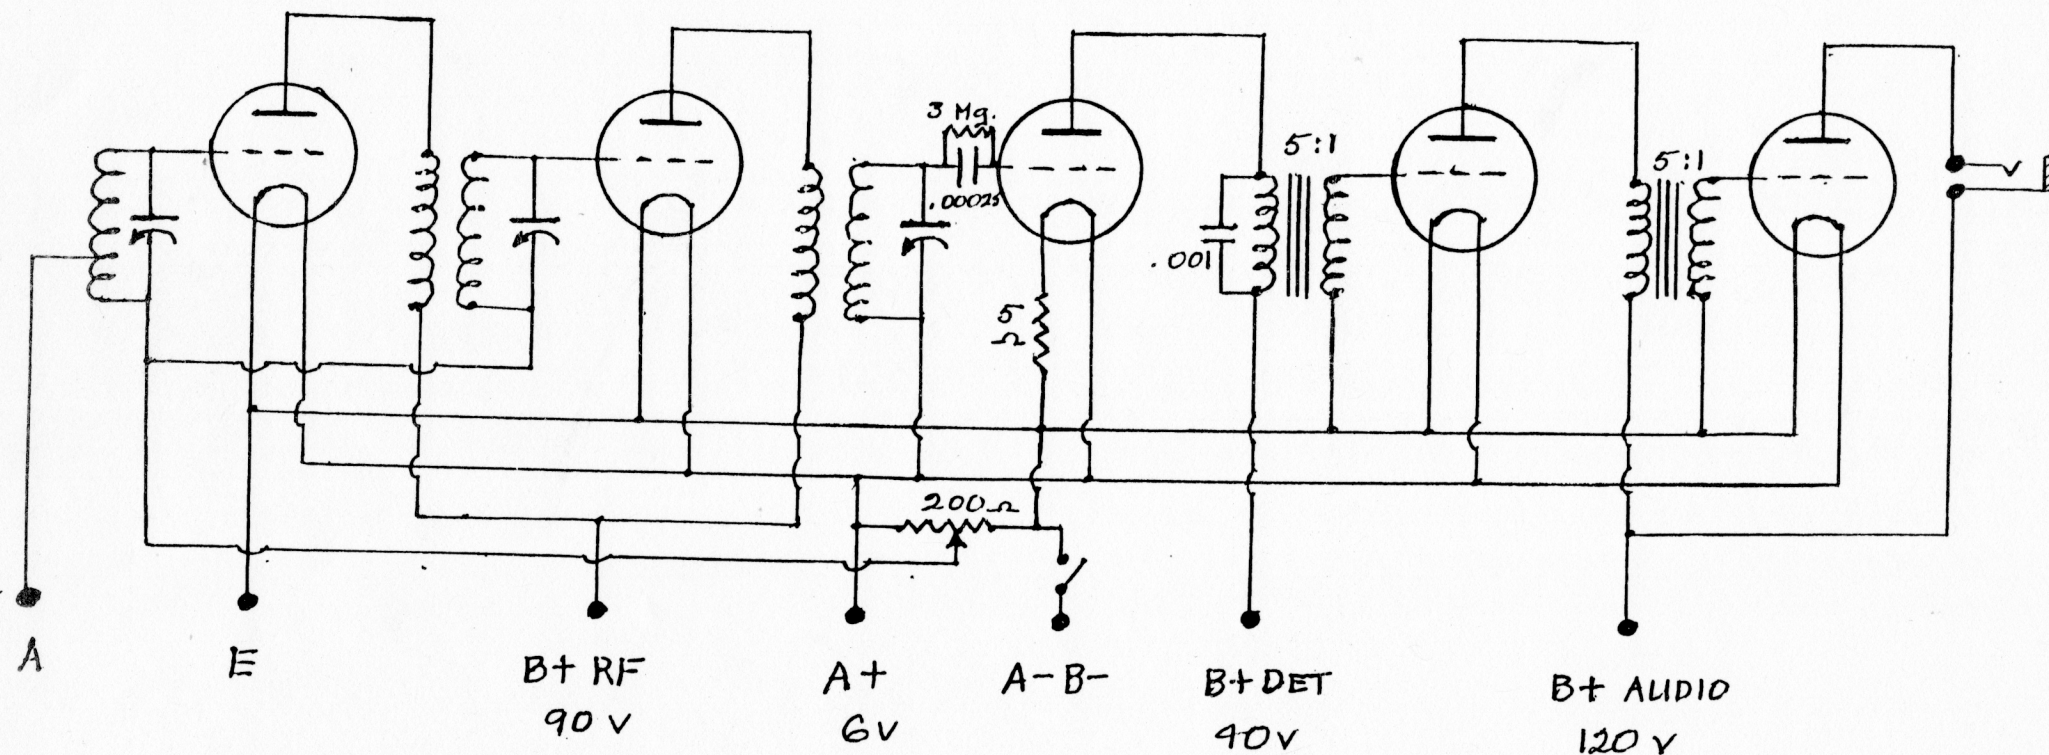 3 Mg.
.00025
5:1
5:1
.001
5
Ω
200Ω
A
E
B+ RF
90 V
A+
6V
A-B-
B+DET
40V
B+ AUDIO
120 V